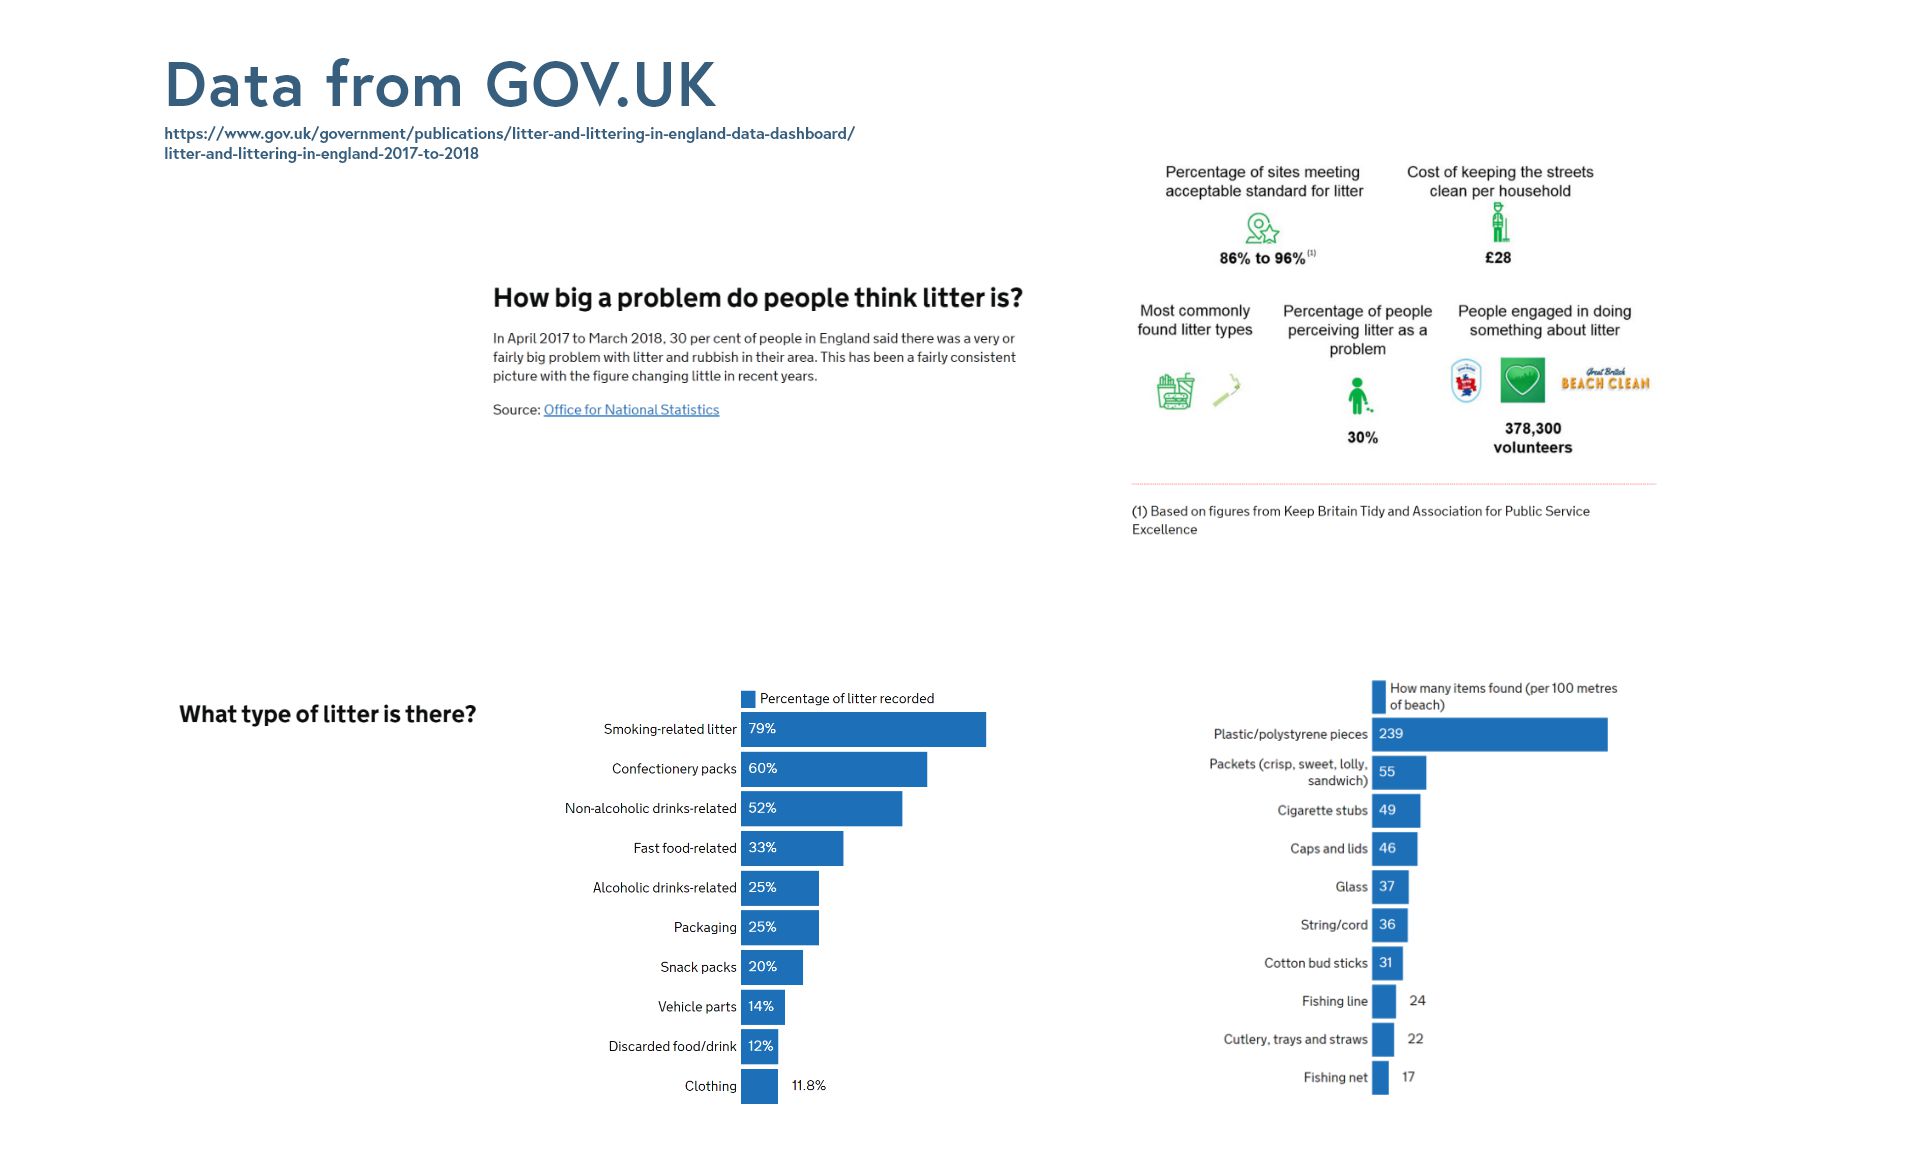 Data from GOV.UK
https://www.gov.uk/government/publications/litter-and-littering-in-england-data-dashboard/
litter-and-littering-in-england-2017-to-2018
How big a problem do people think litter is?
In April 2017 to March 2018, 30 per cent of people in England said there was a very or
fairly big problem with litter and rubbish in their area. This has been a fairly consistent
picture with the figure changing little in recent years.
Source: Office for National Statistics
Percentage of sites meeting
acceptable standard for litter
86% to 96% (1)
Cost of keeping the streets
clean per household
£28
Most commonly
found litter types
Percentage of people
perceiving litter as a
problem
30%
People engaged in doing
something about litter
Great British
BEACH CLEAN
378,300
volunteers
(1) Based on figures from Keep Britain Tidy and Association for Public Service
Excellence
What type of litter is there?
Percentage of litter recorded
Smoking-related litter 79%
Confectionery packs 60%
Non-alcoholic drinks-related 52%
Fast food-related 33%
Alcoholic drinks-related 25%
Packaging 25%
Snack packs 20%
Vehicle parts 14%
Discarded food/drink 12%
Clothing 11.8%
How many items found (per 100 metres
of beach)
Plastic/polystyrene pieces 239
Packets (crisp, sweet, lolly,
sandwich) 55
Cigarette stubs 49
Caps and lids 46
Glass 37
String/cord 36
Cotton bud sticks 31
Fishing line 24
Cutlery, trays and straws 22
Fishing net 17